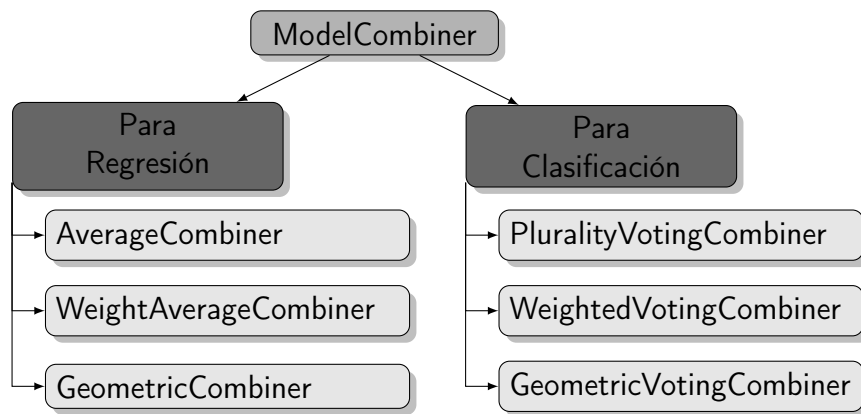 ModelCombiner
Para
Regresión
AverageCombiner
WeightAverageCombiner
GeometricCombiner
Para
Clasificación
PluralityVotingCombiner
WeightedVotingCombiner
GeometricVotingCombiner